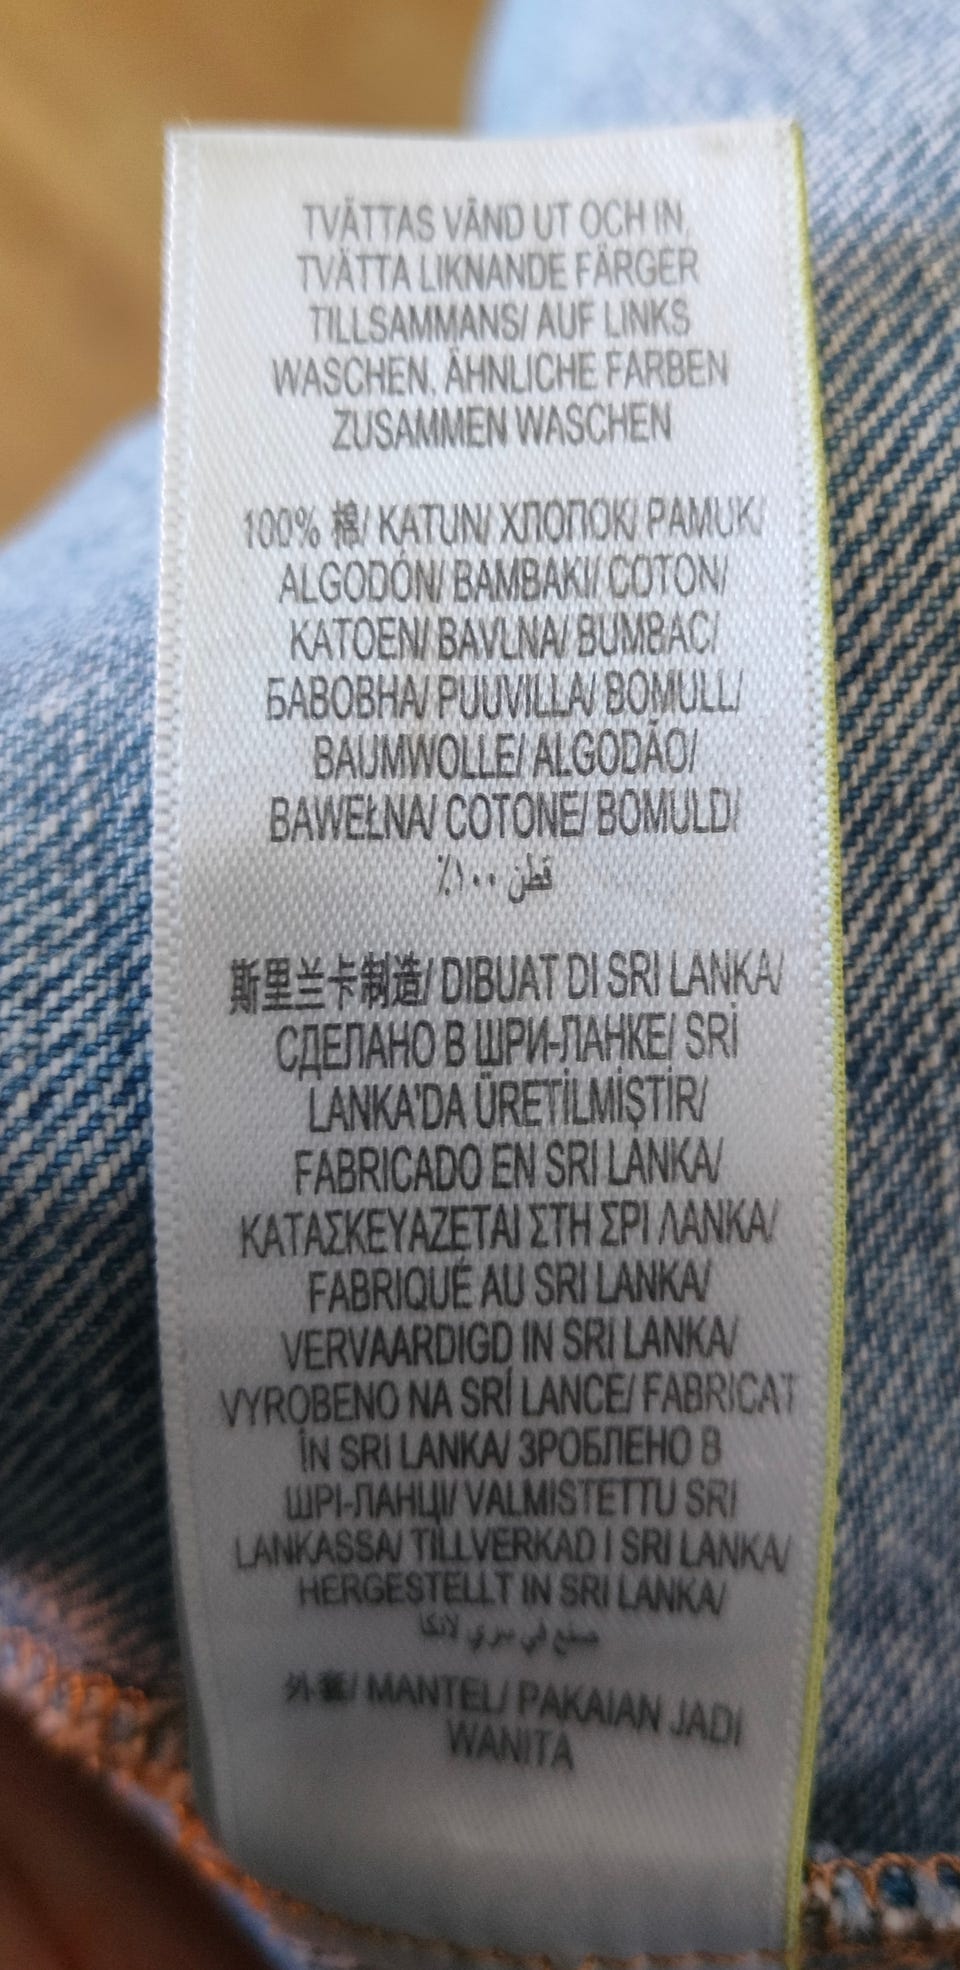 TVÄTTAS VÄND UT OCH IN,
TVÄTTA LIKNANDE FÄRGER
TILLSAMMANS/ AUF LINKS
WASCHEN. ÄHNLICHE FARBEN
ZUSAMMEN WASCHEN
100% 棉/ KATUN/ ХЛОПОК/ PAMUK/
ALGODÓN/ BAMBAKI/ COTON/
KATOEN/ BAVLNA/ BUMBAC/
БАВОВНА/ PUUVILLA/ BOMULL/
BAUMWOLLE/ ALGODÃO/
BAWEŁNA/ COTONE/ BOMULD/
قطن ١٠٠٪
斯里兰卡制造/ DIBUAT DI SRI LANKA/
СДЕЛАНО В ШРИ-ЛАНКЕ/ SRİ
LANKA'DA ÜRETİLMİŞTİR/
FABRICADO EN SRI LANKA/
ΚΑΤΑΣΚΕΥΑΖΕΤΑΙ ΣΤΗ ΣΡΙ ΛΑΝΚΑ/
FABRIQUÉ AU SRI LANKA/
VERVAARDIGD IN SRI LANKA/
VYROBENO NA SRÍ LANCE/ FABRICAT
ÎN SRI LANKA/ ЗРОБЛЕНО В
ШРІ-ЛАНЦІ/ VALMISTETTU SRI
LANKASSA/ TILLVERKAD I SRI LANKA/
HERGESTELLT IN SRI LANKA/
صنع في سري لانكا
外套/ MANTEL/ PAKAIAN JADI
WANITA